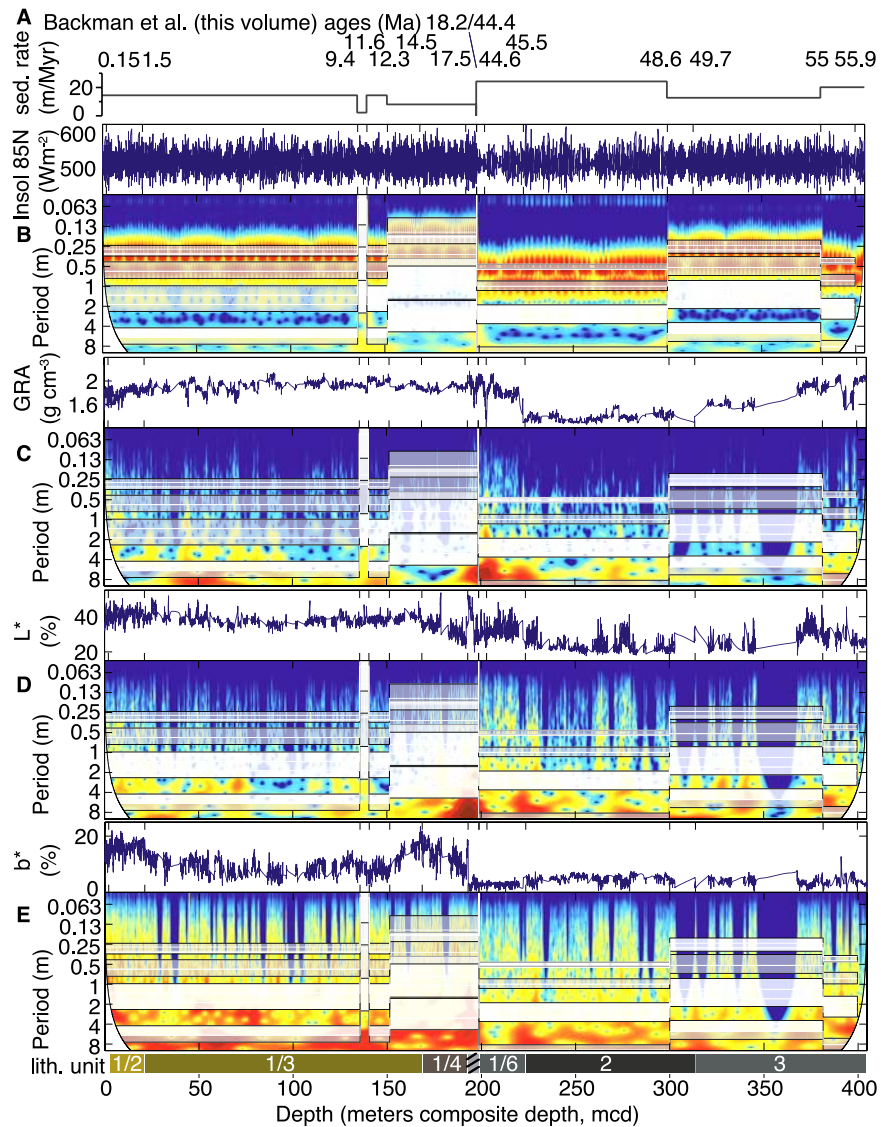 A Backman et al. (this volume) ages (Ma) 18.2/44.4
11.6 14.5 45.5
0.15 1.5 9.4 12.3 17.5 44.6 48.6 49.7 55 55.9
sed. rate
(m/Myr)
20
0
Insol 85N
(Wm-2)
600
500
B
Period (m)
0.063
0.13
0.25
0.5
1
2
4
8
GRA
(g cm-3)
2
1.6
C
Period (m)
0.063
0.13
0.25
0.5
1
2
4
8
L*
(%)
40
20
D
Period (m)
0.063
0.13
0.25
0.5
1
2
4
8
b*
(%)
20
0
E
Period (m)
0.063
0.13
0.25
0.5
1
2
4
8
lith. unit 1/2 1/3 1/4 1/6 2 3
0 50 100 150 200 250 300 350 400
Depth (meters composite depth, mcd)